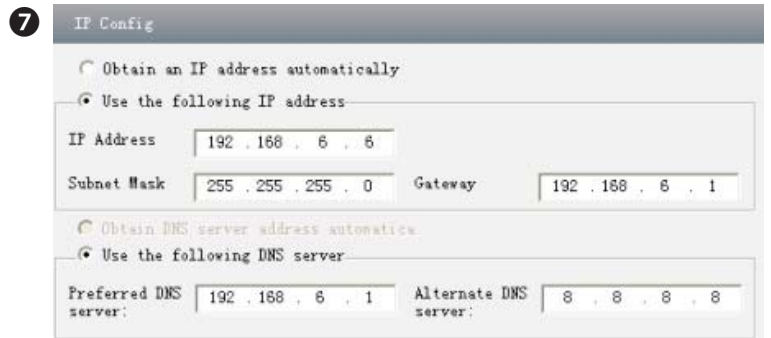 7
IP Config
Obtain an IP address automatically
Use the following IP address
IP Address 192 . 168 . 6 . 6
Subnet Mask 255 . 255 . 255 . 0 Gateway 192 . 168 . 6 . 1
Obtain DNS server address automatica
Use the following DNS server
Preferred DNS server: 192 . 168 . 6 . 1 Alternate DNS server: 8 . 8 . 8 . 8